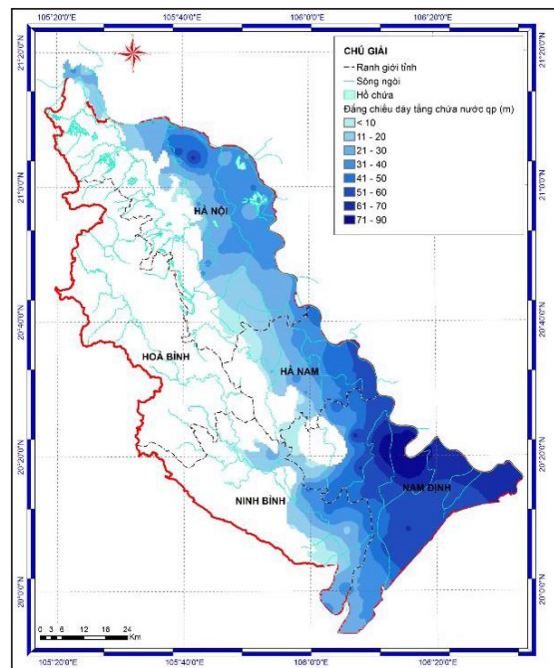 105°20'0"E 105°40'0"E 106°0'0"E 106°20'0"E
21°20'0"N 21°20'0"N
CHÚ GIẢI
Ranh giới tỉnh
Sông ngòi
Hồ chứa
Đẳng chiều dày tầng chứa nước qp (m)
< 10
11 - 20
21 - 30
31 - 40
41 - 50
51 - 60
61 - 70
71 - 90
21°0'0"N 21°0'0"N
HÀ NỘI
20°40'0"N 20°40'0"N
HOÀ BÌNH
HÀ NAM
20°20'0"N 20°20'0"N
NINH BÌNH
NAM ĐỊNH
20°0'0"N 20°0'0"N
0 3 6 12 18 24
Km
105°20'0"E 105°40'0"E 106°0'0"E 106°20'0"E